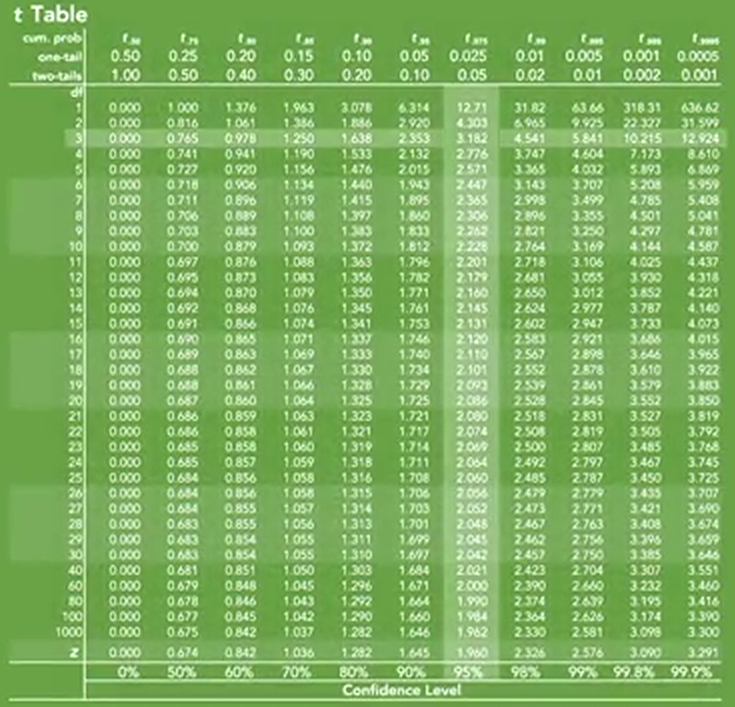 t Table
cum. prob t.50 t.75 t.80 t.85 t.90 t.95 t.975 t.99 t.995 t.999 t.9995
one-tail 0.50 0.25 0.20 0.15 0.10 0.05 0.025 0.01 0.005 0.001 0.0005
two-tails 1.00 0.50 0.40 0.30 0.20 0.10 0.05 0.02 0.01 0.002 0.001
df
1 0.000 1.000 1.376 1.963 3.078 6.314 12.71 31.82 63.66 318.31 636.62
2 0.000 0.816 1.061 1.386 1.886 2.920 4.303 6.965 9.925 22.327 31.599
3 0.000 0.765 0.978 1.250 1.638 2.353 3.182 4.541 5.841 10.215 12.924
4 0.000 0.741 0.941 1.190 1.533 2.132 2.776 3.747 4.604 7.173 8.610
5 0.000 0.727 0.920 1.156 1.476 2.015 2.571 3.365 4.032 5.893 6.869
6 0.000 0.718 0.906 1.134 1.440 1.943 2.447 3.143 3.707 5.208 5.959
7 0.000 0.711 0.896 1.119 1.415 1.895 2.365 2.998 3.499 4.785 5.408
8 0.000 0.706 0.889 1.108 1.397 1.860 2.306 2.896 3.355 4.501 5.041
9 0.000 0.703 0.883 1.100 1.383 1.833 2.262 2.821 3.250 4.297 4.781
10 0.000 0.700 0.879 1.093 1.372 1.812 2.228 2.764 3.169 4.144 4.587
11 0.000 0.697 0.876 1.088 1.363 1.796 2.201 2.718 3.106 4.025 4.437
12 0.000 0.695 0.873 1.083 1.356 1.782 2.179 2.681 3.055 3.930 4.318
13 0.000 0.694 0.870 1.079 1.350 1.771 2.160 2.650 3.012 3.852 4.221
14 0.000 0.692 0.868 1.076 1.345 1.761 2.145 2.624 2.977 3.787 4.140
15 0.000 0.691 0.866 1.074 1.341 1.753 2.131 2.602 2.947 3.733 4.073
16 0.000 0.690 0.865 1.071 1.337 1.746 2.120 2.583 2.921 3.686 4.015
17 0.000 0.689 0.863 1.069 1.333 1.740 2.110 2.567 2.898 3.646 3.965
18 0.000 0.688 0.862 1.067 1.330 1.734 2.101 2.552 2.878 3.610 3.922
19 0.000 0.688 0.861 1.066 1.328 1.729 2.093 2.539 2.861 3.579 3.883
20 0.000 0.687 0.860 1.064 1.325 1.725 2.086 2.528 2.845 3.552 3.850
21 0.000 0.686 0.859 1.063 1.323 1.721 2.080 2.518 2.831 3.527 3.819
22 0.000 0.686 0.858 1.061 1.321 1.717 2.074 2.508 2.819 3.505 3.792
23 0.000 0.685 0.858 1.060 1.319 1.714 2.069 2.500 2.807 3.485 3.768
24 0.000 0.685 0.857 1.059 1.318 1.711 2.064 2.492 2.797 3.467 3.745
25 0.000 0.684 0.856 1.058 1.316 1.708 2.060 2.485 2.787 3.450 3.725
26 0.000 0.684 0.856 1.058 1.315 1.706 2.056 2.479 2.779 3.435 3.707
27 0.000 0.684 0.855 1.057 1.314 1.703 2.052 2.473 2.771 3.421 3.690
28 0.000 0.683 0.855 1.056 1.313 1.701 2.048 2.467 2.763 3.408 3.674
29 0.000 0.683 0.854 1.055 1.311 1.699 2.045 2.462 2.756 3.396 3.659
30 0.000 0.683 0.854 1.055 1.310 1.697 2.042 2.457 2.750 3.385 3.646
40 0.000 0.681 0.851 1.050 1.303 1.684 2.021 2.423 2.704 3.307 3.551
60 0.000 0.679 0.848 1.045 1.296 1.671 2.000 2.390 2.660 3.232 3.460
80 0.000 0.678 0.846 1.043 1.292 1.664 1.990 2.374 2.639 3.195 3.416
100 0.000 0.677 0.845 1.042 1.290 1.660 1.984 2.364 2.626 3.174 3.390
1000 0.000 0.675 0.842 1.037 1.282 1.646 1.962 2.330 2.581 3.098 3.300
z 0.000 0.674 0.842 1.036 1.282 1.645 1.960 2.326 2.576 3.090 3.291
0% 50% 60% 70% 80% 90% 95% 98% 99% 99.8% 99.9%
Confidence Level